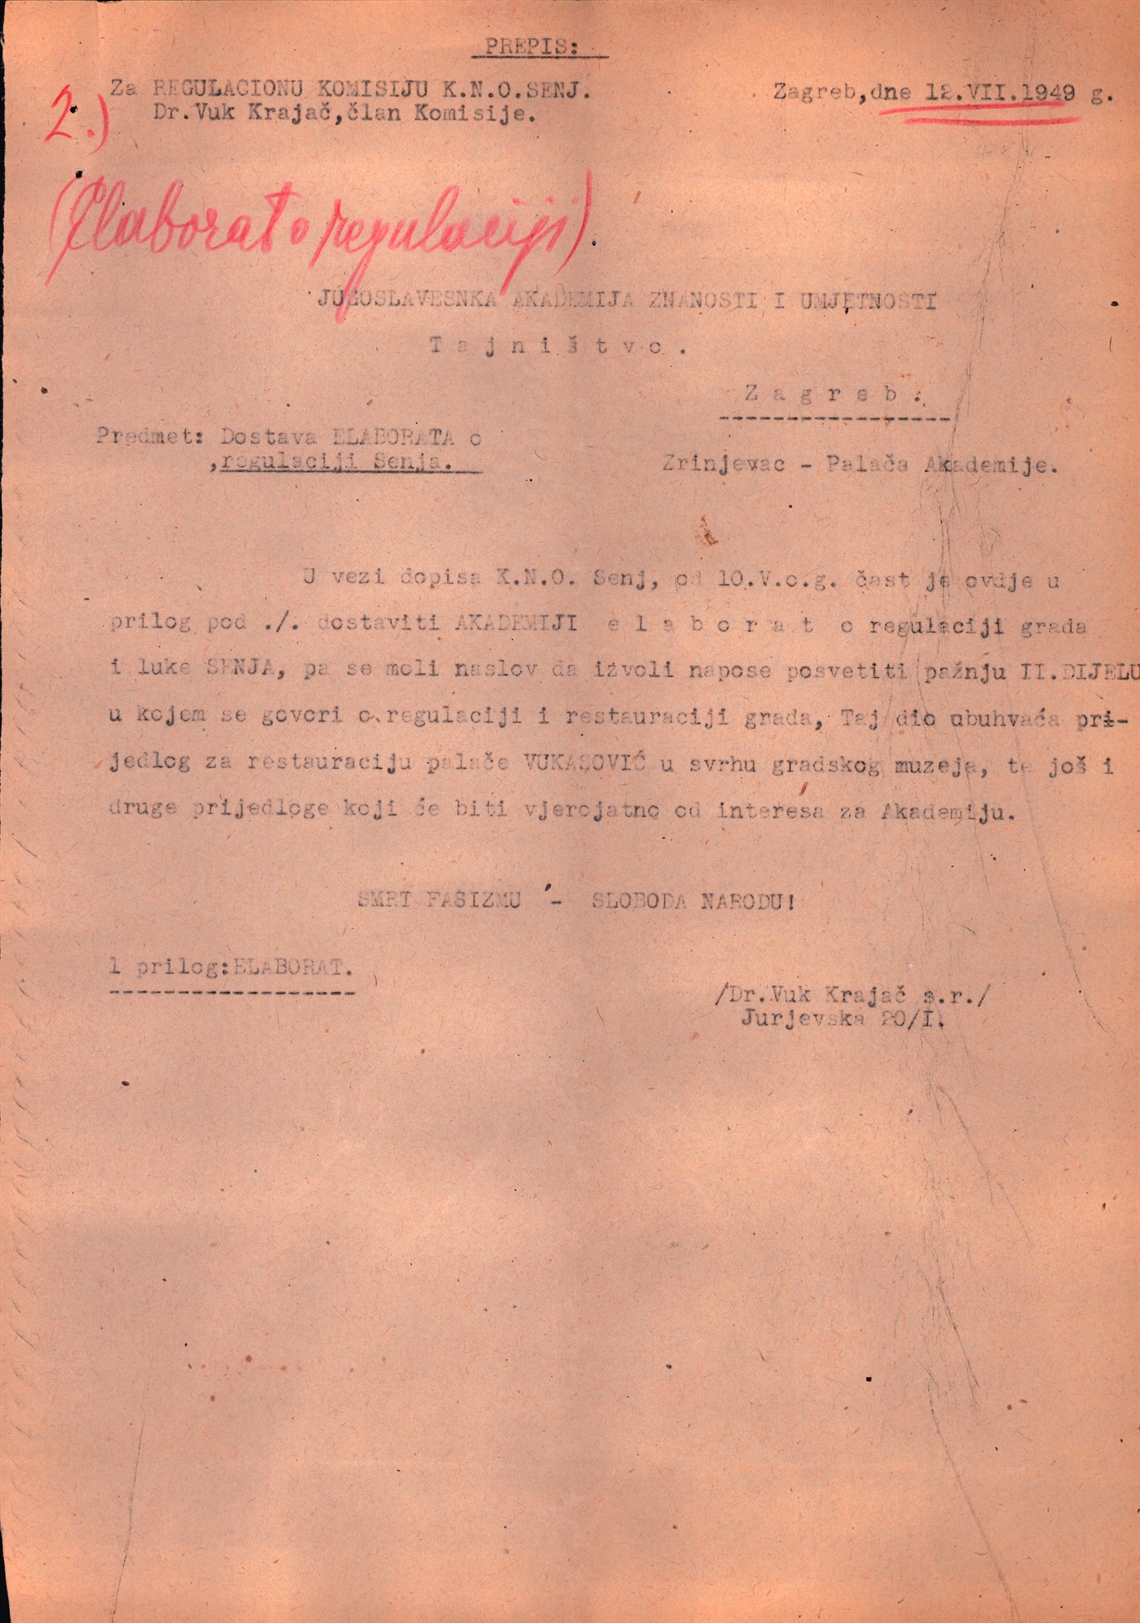 PREPIS:
Za REGULACIONU KOMISIJU K.N.O.SENJ.
Zagreb,dne 12.VII.1949 g.
2.)
Dr.Vuk Krajač,član Komisije.
(Elaborat o regulaciji).
JUGOSLAVESNKA AKADEMIJA ZNANOSTI I UMJETNOSTI
T a j n i š t v o .
Z a g r e b :
Predmet: Dostava ELABORATA o
regulaciji Senja.
Zrinjevac - Palača Akademije.
U vezi dopisa K.N.O. Senj, od 10.V.o.g. čast je ovdje u
prilog pod ./. dostaviti AKADEMIJI e l a b o r a t o regulaciji grada
i luke SENJA, pa se moli naslov da izvoli napose posvetiti pažnju II.DIJELU
u kojem se govori o regulaciji i restauraciji grada, Taj dio obuhvaća pri-
jedlog za restauraciju palače VUKASOVIĆ u svrhu gradskog muzeja, te još i
druge prijedloge koji će biti vjerojatno od interesa za Akademiju.
SMRT FAŠIZMU - SLOBODA NARODU!
1 prilog:ELABORAT.
/Dr.Vuk Krajač s.r./
Jurjevska 20/I.